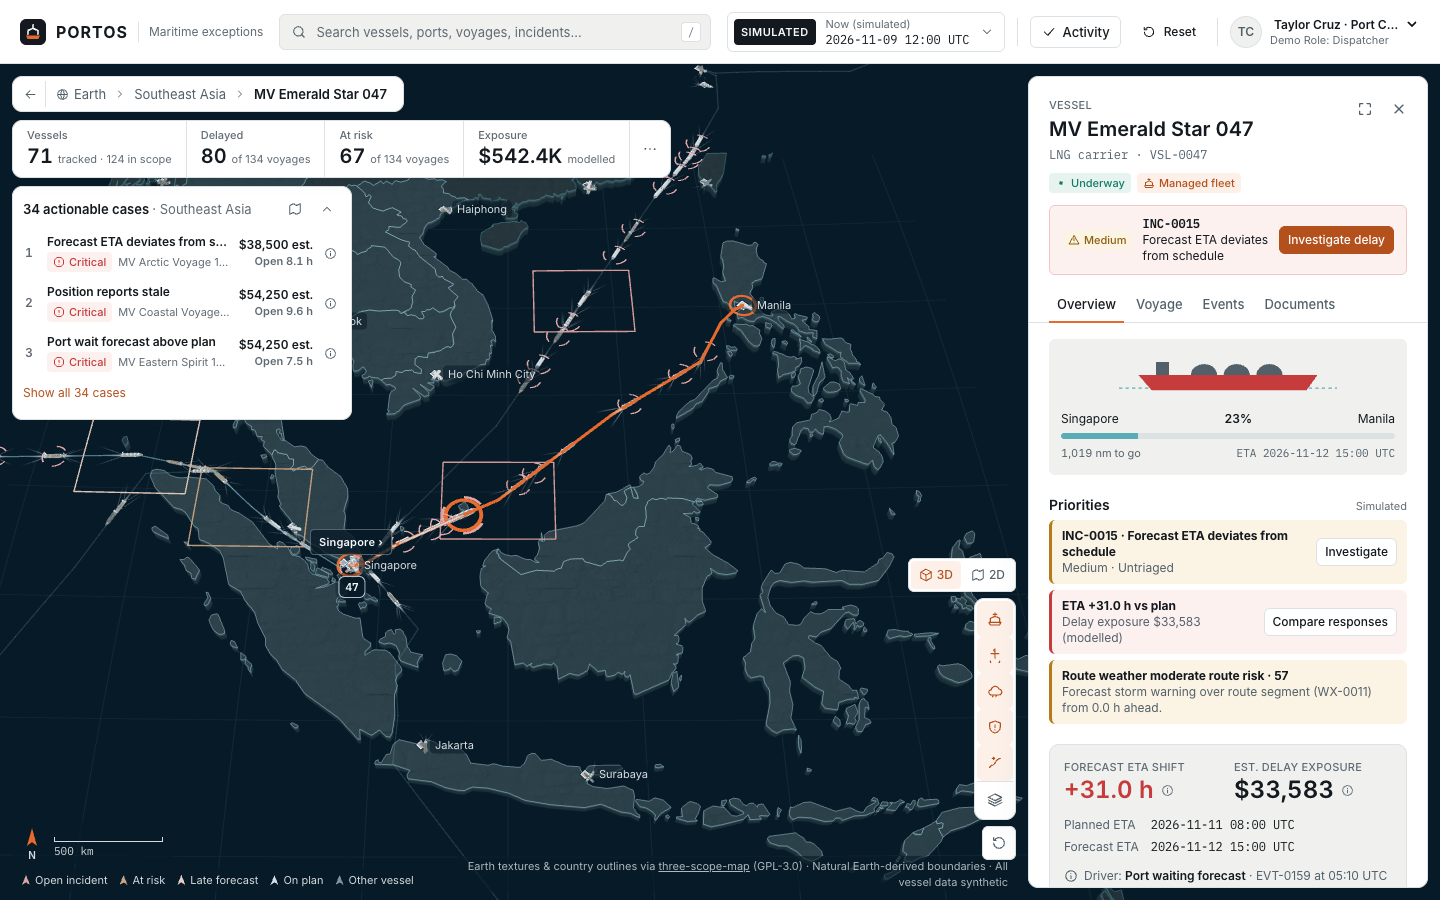 PORTOS
Maritime exceptions
Search vessels, ports, voyages, incidents...
/
SIMULATED
Now (simulated)
2026-11-09 12:00 UTC
Activity
Reset
TC
Taylor Cruz · Port C...
Demo Role: Dispatcher
Earth
Southeast Asia
MV Emerald Star 047
Vessels
71 tracked · 124 in scope
Delayed
80 of 134 voyages
At risk
67 of 134 voyages
Exposure
$542.4K modelled
...
34 actionable cases · Southeast Asia
1
Forecast ETA deviates from s...
$38,500 est.
Critical
MV Arctic Voyage 1...
Open 8.1 h
2
Position reports stale
$54,250 est.
Critical
MV Coastal Voyage...
Open 9.6 h
3
Port wait forecast above plan
$54,250 est.
Critical
MV Eastern Spirit 1...
Open 7.5 h
Show all 34 cases
Haiphong
ok
Manila
Ho Chi Minh City
Singapore ›
Singapore
47
Jakarta
Surabaya
3D
2D
N
500 km
Open incident
At risk
Late forecast
On plan
Other vessel
Earth textures & country outlines via three-scope-map (GPL-3.0) · Natural Earth-derived boundaries · All
vessel data synthetic
VESSEL
MV Emerald Star 047
LNG carrier · VSL-0047
Underway
Managed fleet
Medium
INC-0015
Forecast ETA deviates
from schedule
Investigate delay
Overview
Voyage
Events
Documents
Singapore
23%
Manila
1,019 nm to go
ETA 2026-11-12 15:00 UTC
Priorities
Simulated
INC-0015 · Forecast ETA deviates from
schedule
Medium · Untriaged
Investigate
ETA +31.0 h vs plan
Delay exposure $33,583
(modelled)
Compare responses
Route weather moderate route risk · 57
Forecast storm warning over route segment (WX-0011)
from 0.0 h ahead.
FORECAST ETA SHIFT
+31.0 h
EST. DELAY EXPOSURE
$33,583
Planned ETA 2026-11-11 08:00 UTC
Forecast ETA 2026-11-12 15:00 UTC
Driver: Port waiting forecast · EVT-0159 at 05:10 UTC